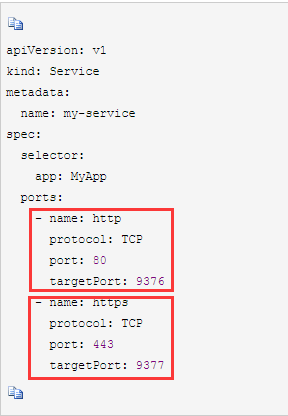 apiVersion: v1
kind: Service
metadata:
  name: my-service
spec:
  selector:
    app: MyApp
  ports:
    - name: http
      protocol: TCP
      port: 80
      targetPort: 9376
    - name: https
      protocol: TCP
      port: 443
      targetPort: 9377